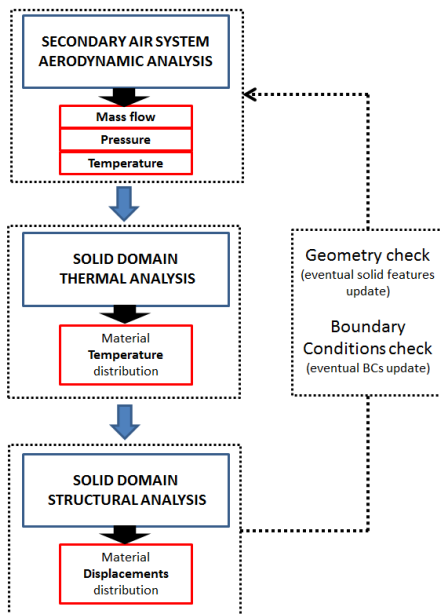 SECONDARY AIR SYSTEM
AERODYNAMIC ANALYSIS
Mass flow
Pressure
Temperature
SOLID DOMAIN
THERMAL ANALYSIS
Material
Temperature
distribution
Geometry check
(eventual solid features
update)
Boundary
Conditions check
(eventual BCs update)
SOLID DOMAIN
STRUCTURAL ANALYSIS
Material
Displacements
distribution